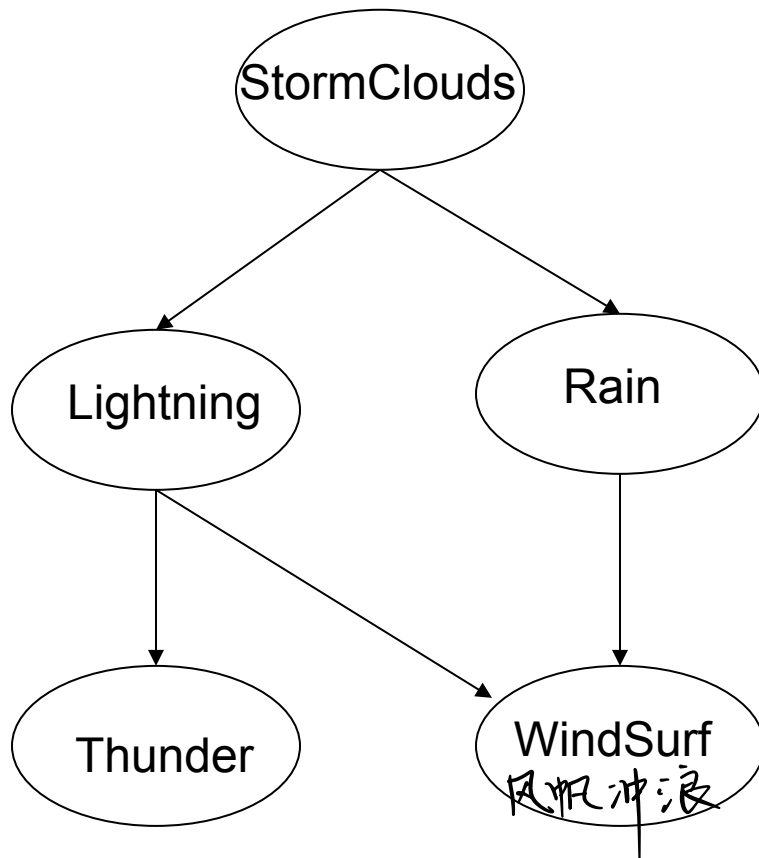 StormClouds
Lightning
Rain
Thunder
WindSurf
风帆冲浪